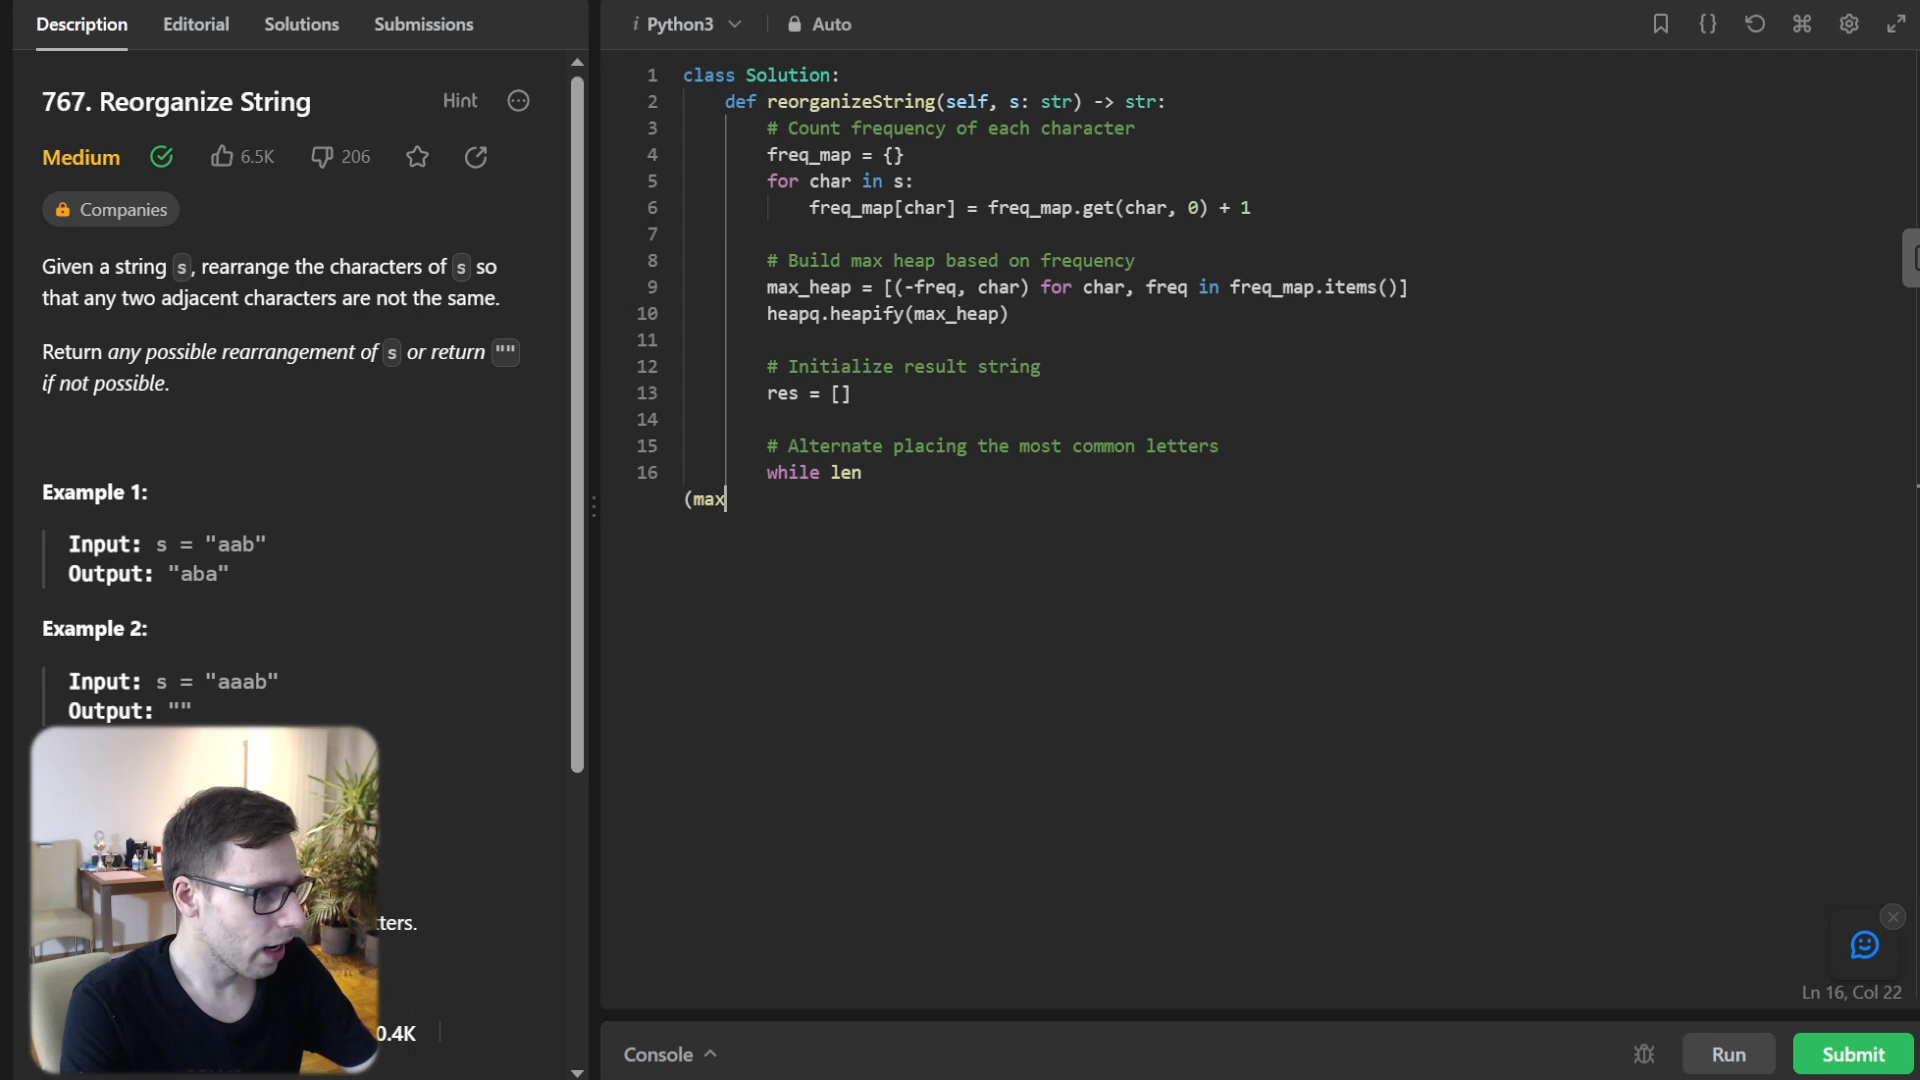 Description Editorial Solutions Submissions
767. Reorganize String
Hint
Medium 6.5K 206
Companies
Given a string s, rearrange the characters of s so
that any two adjacent characters are not the same.
Return any possible rearrangement of s or return ""
if not possible.
Example 1:
Input: s = "aab"
Output: "aba"
Example 2:
Input: s = "aaab"
Output: ""
tters.
0.4K
i Python3 Auto
1 class Solution:
2 def reorganizeString(self, s: str) -> str:
3 # Count frequency of each character
4 freq_map = {}
5 for char in s:
6 freq_map[char] = freq_map.get(char, 0) + 1
7
8 # Build max heap based on frequency
9 max_heap = [(-freq, char) for char, freq in freq_map.items()]
10 heapq.heapify(max_heap)
11
12 # Initialize result string
13 res = []
14
15 # Alternate placing the most common letters
16 while len
(max
Ln 16, Col 22
Console Run Submit